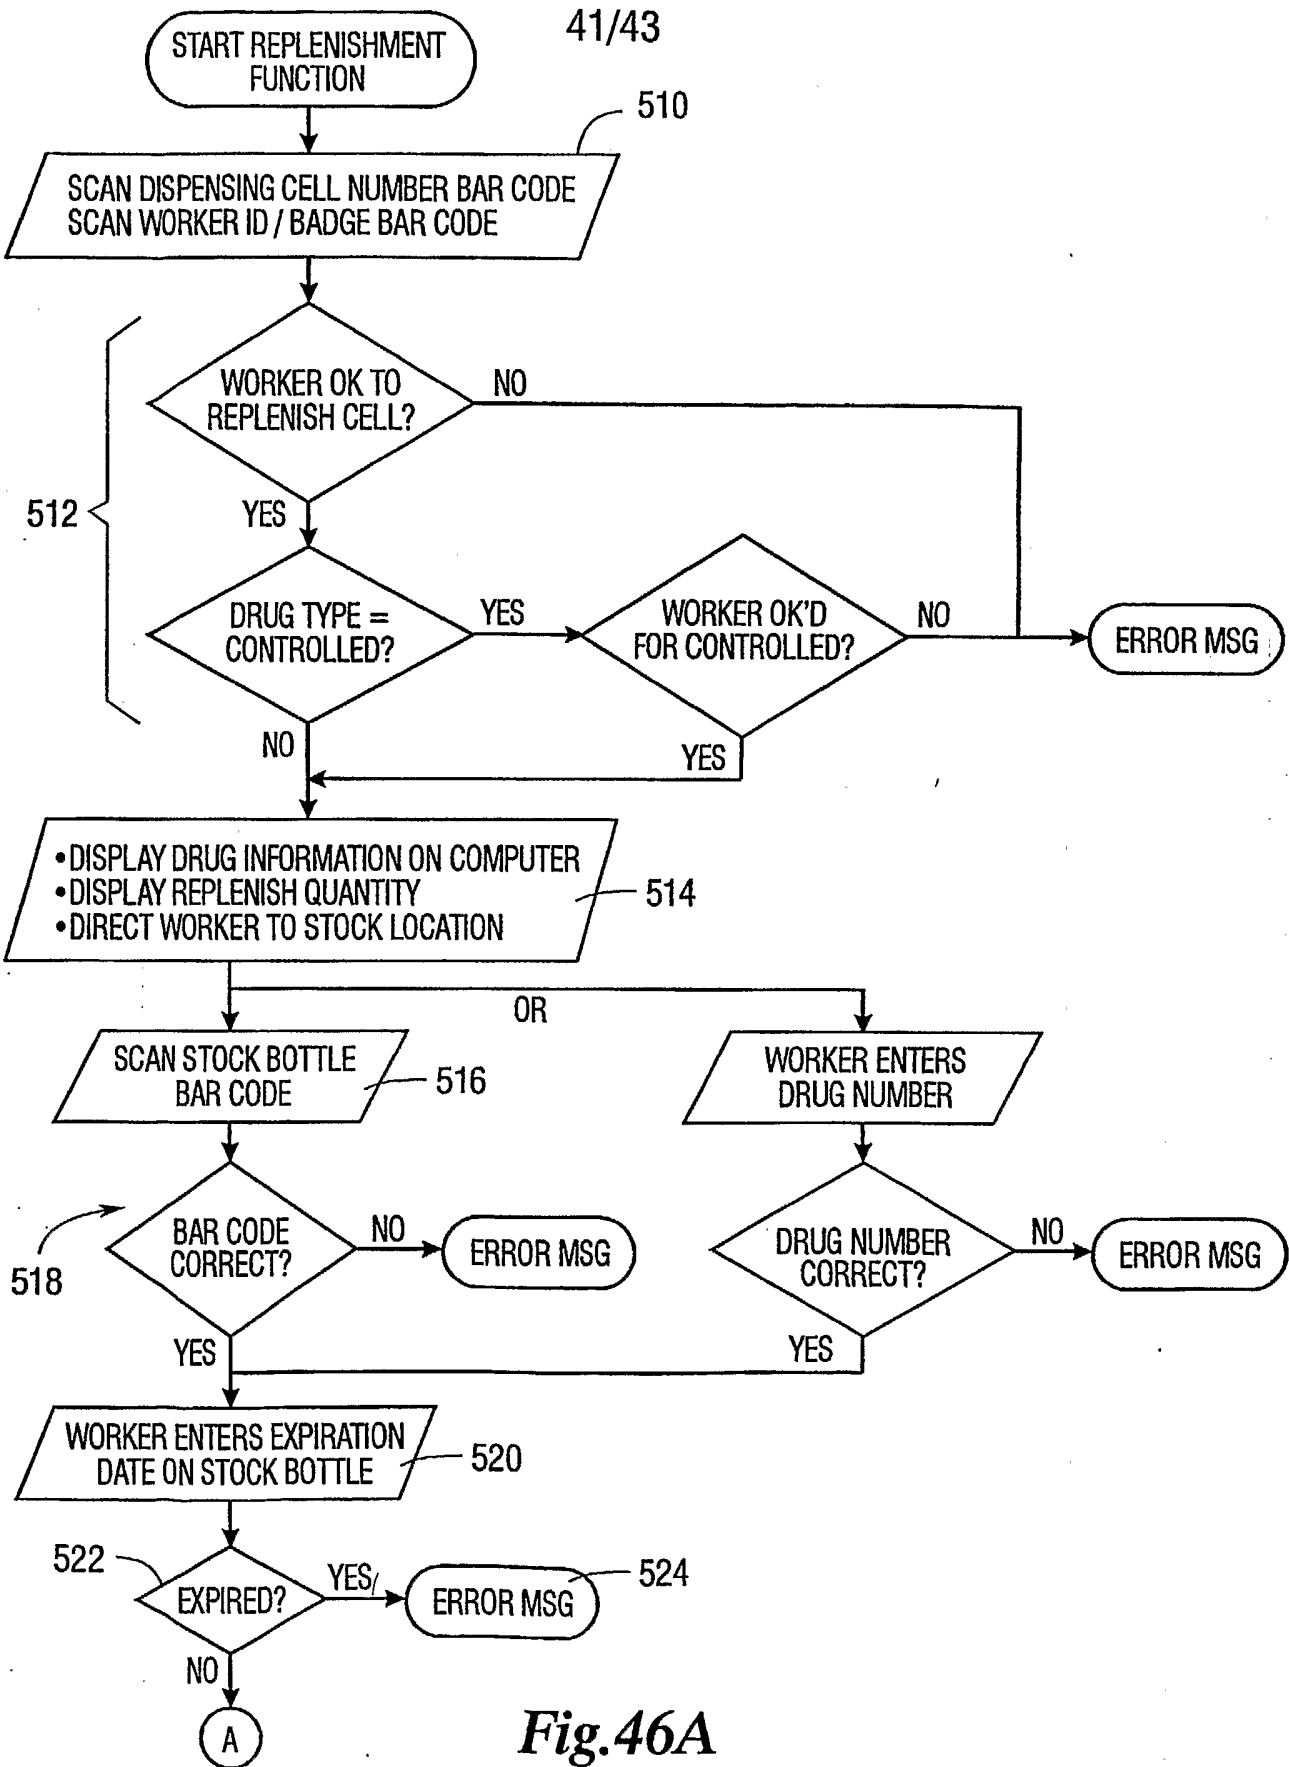 41/43
START REPLENISHMENT
FUNCTION
510
SCAN DISPENSING CELL NUMBER BAR CODE
SCAN WORKER ID / BADGE BAR CODE
WORKER OK TO
REPLENISH CELL?
NO
512
YES
DRUG TYPE =
CONTROLLED?
YES
WORKER OK'D
FOR CONTROLLED?
NO
ERROR MSG
NO
YES
•DISPLAY DRUG INFORMATION ON COMPUTER
•DISPLAY REPLENISH QUANTITY
•DIRECT WORKER TO STOCK LOCATION
514
OR
SCAN STOCK BOTTLE
BAR CODE
516
WORKER ENTERS
DRUG NUMBER
518
BAR CODE
CORRECT?
NO
ERROR MSG
DRUG NUMBER
CORRECT?
NO
ERROR MSG
YES
YES
WORKER ENTERS EXPIRATION
DATE ON STOCK BOTTLE
520
522
EXPIRED?
YES
ERROR MSG
524
NO
A
Fig.46A